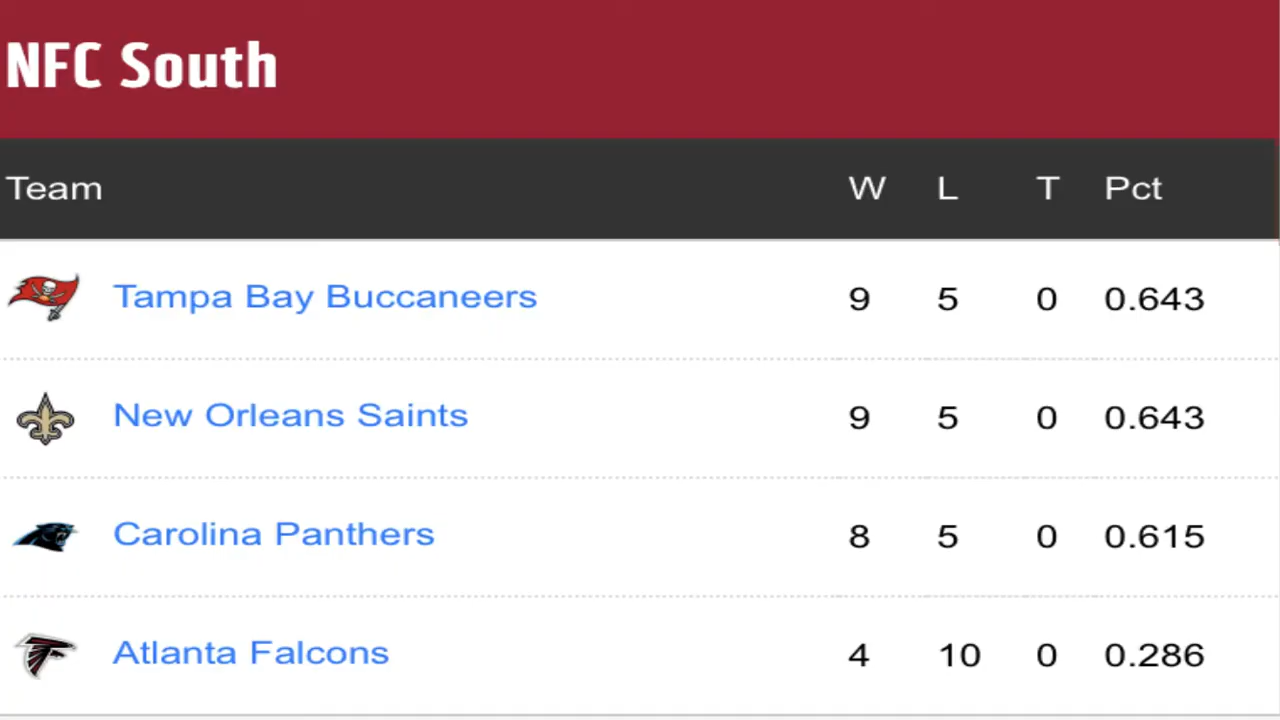 NFC South
Team W L T Pct
Tampa Bay Buccaneers 9 5 0 0.643
New Orleans Saints 9 5 0 0.643
Carolina Panthers 8 5 0 0.615
Atlanta Falcons 4 10 0 0.286